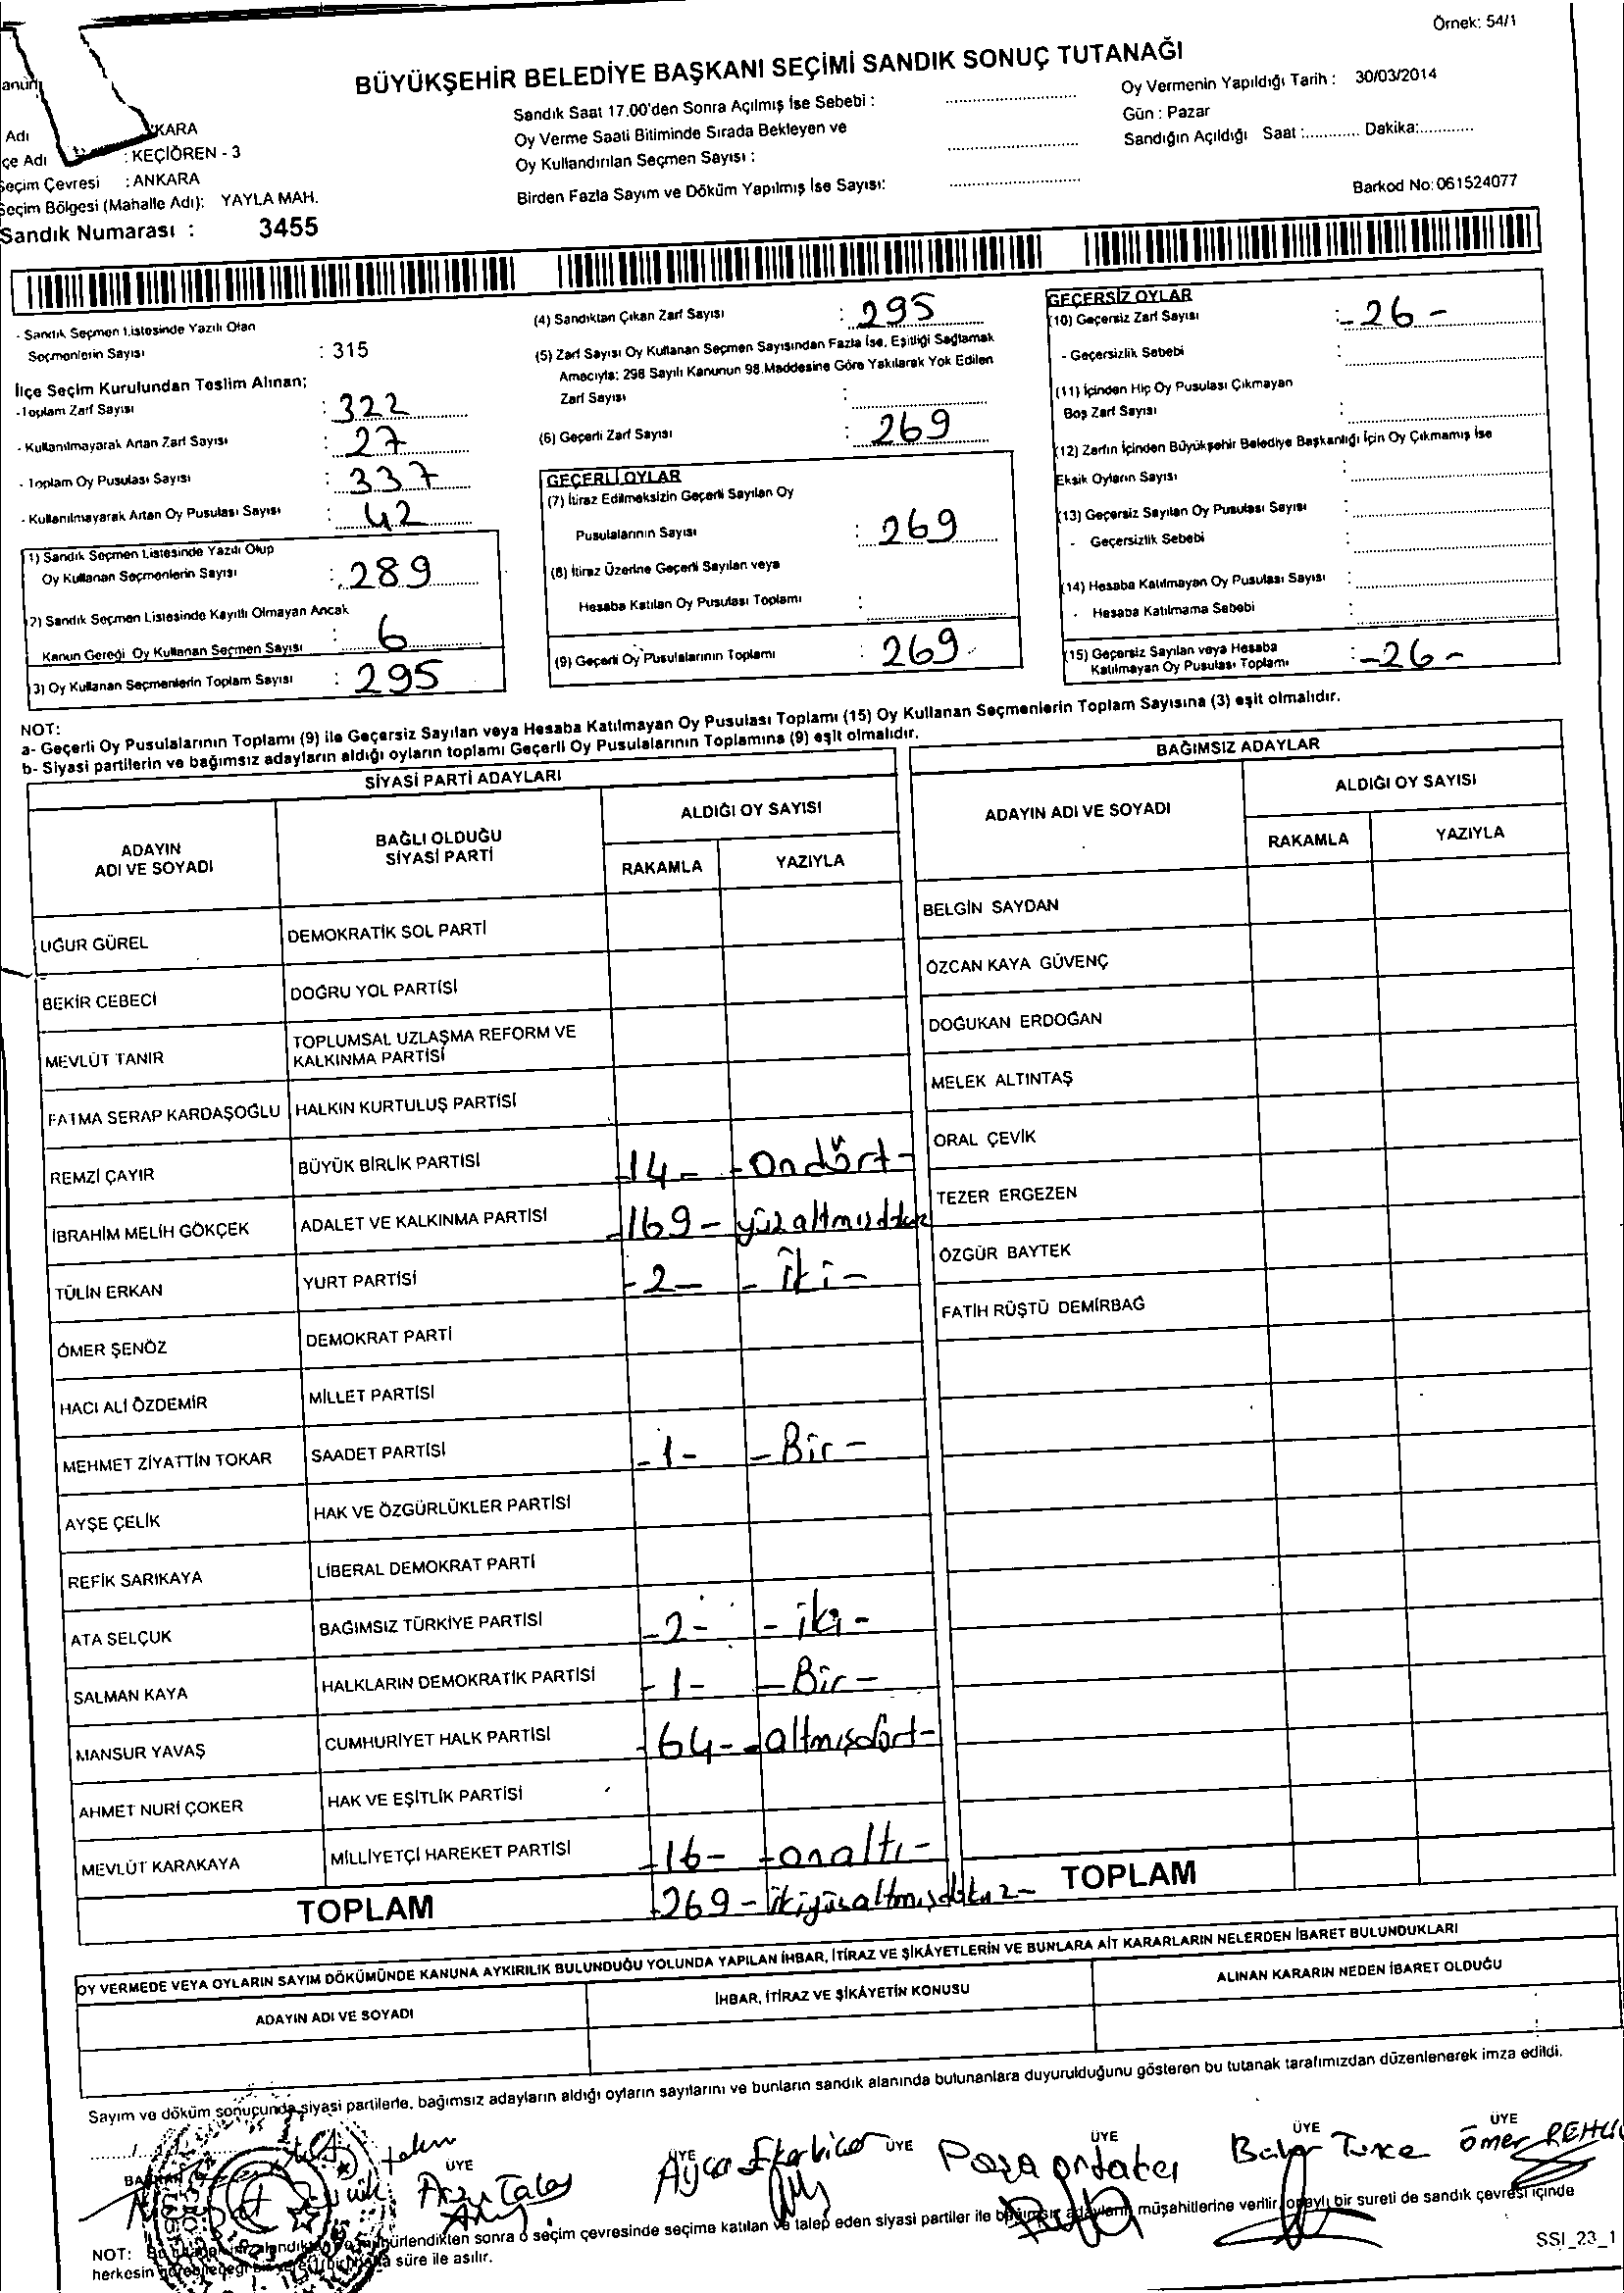 Örnek: 54/1
BÜYÜKŞEHİR BELEDİYE BAŞKANI SEÇİMİ SANDIK SONUÇ TUTANAĞI
Adı KARA
çe Adı : KEÇİÖREN - 3
Seçim Çevresi : ANKARA
Seçim Bölgesi (Mahalle Adı): YAYLA MAH.
Sandık Numarası : 3455
Sandık Saat 17.00'den Sonra Açılmış İse Sebebi :
Oy Verme Saati Bitiminde Sırada Bekleyen ve
Oy Kullandırılan Seçmen Sayısı :
Birden Fazla Sayım ve Döküm Yapılmış İse Sayısı:
Oy Vermenin Yapıldığı Tarih : 30/03/2014
Gün : Pazar
Sandığın Açıldığı Saat :............ Dakika:............
Barkod No: 061524077
- Sandık Seçmen Listesinde Yazılı Olan
Seçmenlerin Sayısı : 315
İlçe Seçim Kurulundan Teslim Alınan;
- Toplam Zarf Sayısı : 322
- Kullanılmayarak Artan Zarf Sayısı : 27
- Toplam Oy Pusulası Sayısı : 337
- Kullanılmayarak Artan Oy Pusulası Sayısı : 42
1) Sandık Seçmen Listesinde Yazılı Olup
Oy Kullanan Seçmenlerin Sayısı : 289
2) Sandık Seçmen Listesinde Kayıtlı Olmayan Ancak
Kanun Gereği Oy Kullanan Seçmen Sayısı : 6
3) Oy Kullanan Seçmenlerin Toplam Sayısı : 295
(4) Sandıktan Çıkan Zarf Sayısı : 295
(5) Zarf Sayısı Oy Kullanan Seçmen Sayısından Fazla İse, Eşitliği Sağlamak
Amacıyla; 298 Sayılı Kanunun 98.Maddesine Göre Yakılarak Yok Edilen
Zarf Sayısı :
(6) Geçerli Zarf Sayısı : 269
GEÇERLİ OYLAR
(7) İtiraz Edilmeksizin Geçerli Sayılan Oy
Pusulalarının Sayısı : 269
(8) İtiraz Üzerine Geçerli Sayılan veya
Hesaba Katılan Oy Pusulası Toplamı :
(9) Geçerli Oy Pusulalarının Toplamı : 269
GEÇERSİZ OYLAR
(10) Geçersiz Zarf Sayısı : - 26 -
- Geçersizlik Sebebi :
(11) İçinden Hiç Oy Pusulası Çıkmayan
Boş Zarf Sayısı :
(12) Zarfın İçinden Büyükşehir Belediye Başkanlığı İçin Oy Çıkmamış İse
Eksik Oyların Sayısı :
(13) Geçersiz Sayılan Oy Pusulası Sayısı :
- Geçersizlik Sebebi :
(14) Hesaba Katılmayan Oy Pusulası Sayısı :
- Hesaba Katılmama Sebebi :
(15) Geçersiz Sayılan veya Hesaba
Katılmayan Oy Pusulası Toplamı : - 26 -
NOT:
a- Geçerli Oy Pusulalarının Toplamı (9) ile Geçersiz Sayılan veya Hesaba Katılmayan Oy Pusulası Toplamı (15) Oy Kullanan Seçmenlerin Toplam Sayısına (3) eşit olmalıdır.
b- Siyasi partilerin ve bağımsız adayların aldığı oyların toplamı Geçerli Oy Pusulalarının Toplamına (9) eşit olmalıdır.
SİYASİ PARTİ ADAYLARI
ADAYIN ADI VE SOYADI
BAĞLI OLDUĞU SİYASİ PARTİ
ALDIĞI OY SAYISI
RAKAMLA YAZIYLA
UĞUR GÜREL DEMOKRATİK SOL PARTİ
BEKİR CEBECİ DOĞRU YOL PARTİSİ
MEVLÜT TANIR TOPLUMSAL UZLAŞMA REFORM VE KALKINMA PARTİSİ
FATMA SERAP KARDAŞOĞLU HALKIN KURTULUŞ PARTİSİ
REMZİ ÇAYIR BÜYÜK BİRLİK PARTİSİ -14- -Ondört-
İBRAHİM MELİH GÖKÇEK ADALET VE KALKINMA PARTİSİ -169-
TÜLİN ERKAN YURT PARTİSİ -2- -İki-
ÖMER ŞENÖZ DEMOKRAT PARTİ
HACI ALİ ÖZDEMİR MİLLET PARTİSİ
MEHMET ZİYATTİN TOKAR SAADET PARTİSİ -1- -Bir-
AYŞE ÇELİK HAK VE ÖZGÜRLÜKLER PARTİSİ
REFİK SARIKAYA LİBERAL DEMOKRAT PARTİ
ATA SELÇUK BAĞIMSIZ TÜRKİYE PARTİSİ -2- -iki-
SALMAN KAYA HALKLARIN DEMOKRATİK PARTİSİ -1- -Bir-
MANSUR YAVAŞ CUMHURİYET HALK PARTİSİ -64- -altmışdört-
AHMET NURİ ÇOKER HAK VE EŞİTLİK PARTİSİ
MEVLÜT KARAKAYA MİLLİYETÇİ HAREKET PARTİSİ -16- -onaltı-
TOPLAM -269- ikiyüzaltmışdokuz-
BAĞIMSIZ ADAYLAR
ADAYIN ADI VE SOYADI
ALDIĞI OY SAYISI
RAKAMLA YAZIYLA
BELGİN SAYDAN
ÖZCAN KAYA GÜVENÇ
DOĞUKAN ERDOĞAN
MELEK ALTINTAŞ
ORAL ÇEVİK
TEZER ERGEZEN
ÖZGÜR BAYTEK
FATİH RÜŞTÜ DEMİRBAĞ
TOPLAM
OY VERMEDE VEYA OYLARIN SAYIM DÖKÜMÜNDE KANUNA AYKIRILIK BULUNDUĞU YOLUNDA YAPILAN İHBAR, İTİRAZ VE ŞİKÂYETLERİN VE BUNLARA AİT KARARLARIN NELERDEN İBARET BULUNDUKLARI
ADAYIN ADI VE SOYADI
İHBAR, İTİRAZ VE ŞİKÂYETİN KONUSU
ALINAN KARARIN NEDEN İBARET OLDUĞU
Sayım ve döküm sonucunda siyasi partilerle, bağımsız adayların aldığı oyların sayılarını ve bunların sandık alanında bulunanlara duyurulduğunu gösteren bu tutanak tarafımızdan düzenlenerek imza edildi.
ÜYE ÜYE ÜYE ÜYE ÜYE ÜYE
Ömer
NOT: sonra o seçim çevresinde seçime katılan ve talep eden siyasi partiler ile bağımsız müşahitlerine verilir, onaylı bir sureti de sandık çevresi içinde
herkesin süre ile asılır.
SSI_23_1